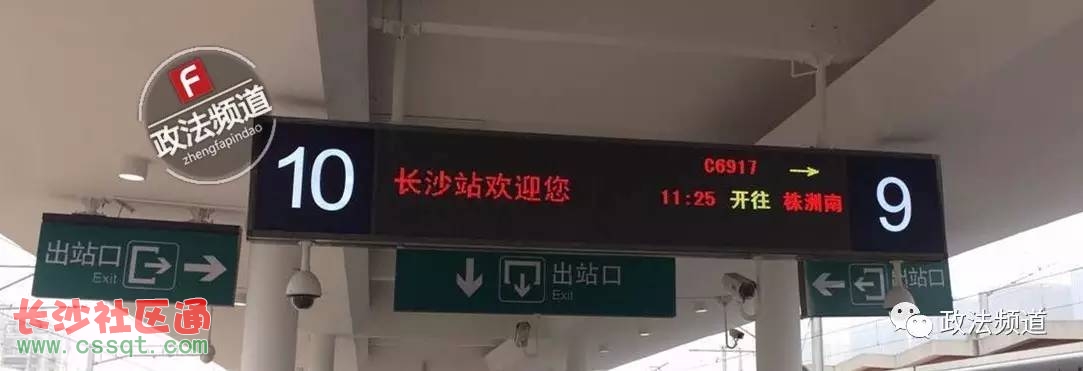 F
政法频道
zhengfapindao
10
长沙站欢迎您
C6917 →
11:25 开往 株洲南
9
出站口
Exit
出站口
Exit
出站口
Exit
长沙社区通
www.cssqt.com
政法频道